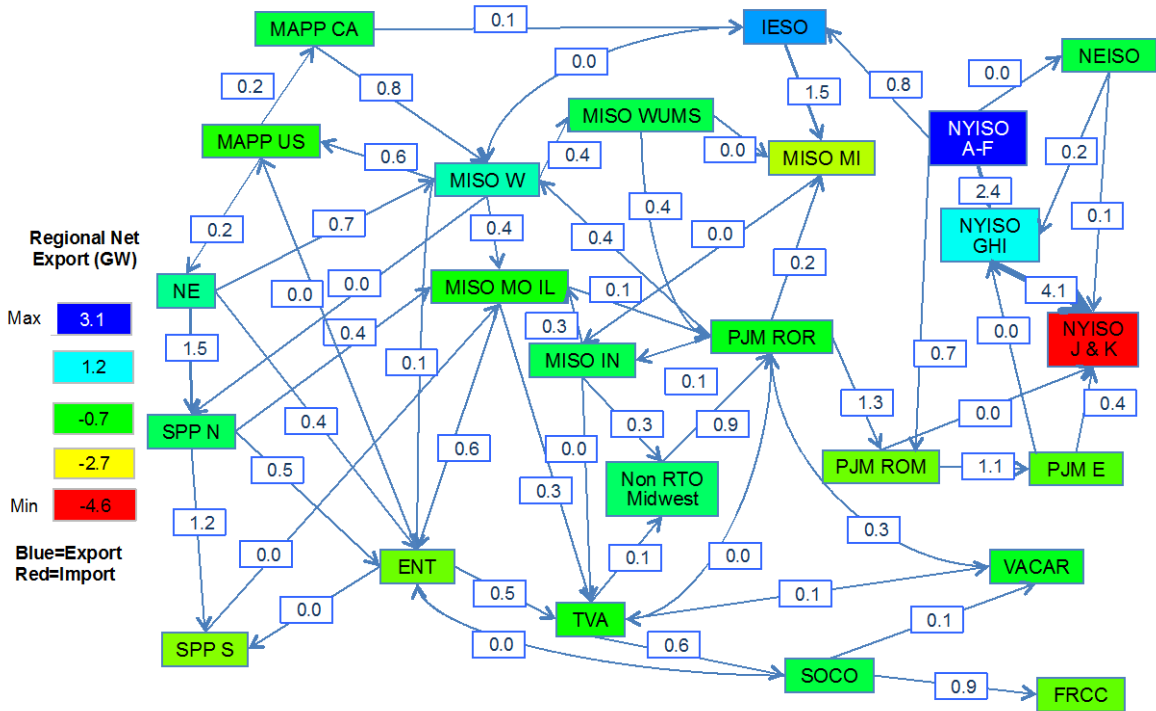 MAPP CA
0.1
IESO
NEISO
0.0
0.8
0.0
0.2
0.8
1.5
MISO WUMS
NYISO
A-F
MAPP US
0.6
0.4
0.0
MISO MI
0.2
MISO W
2.4
0.7
0.4
0.1
0.2
0.4
0.4
0.0
NYISO
GHI
Regional Net
Export (GW)
NE
0.0
0.0
MISO MO IL
0.1
0.2
4.1
Max
3.1
0.4
0.3
PJM ROR
0.0
NYISO
J & K
1.5
0.1
MISO IN
0.7
1.2
0.1
1.3
0.0
0.4
-0.7
SPP N
0.4
0.3
0.9
0.5
0.6
0.0
PJM ROM
1.1
PJM E
-2.7
Non RTO
Midwest
0.3
Min
-4.6
1.2
0.3
Blue=Export
Red=Import
0.0
0.1
0.0
ENT
VACAR
0.5
0.1
0.0
TVA
0.1
SPP S
0.0
0.6
SOCO
0.9
FRCC